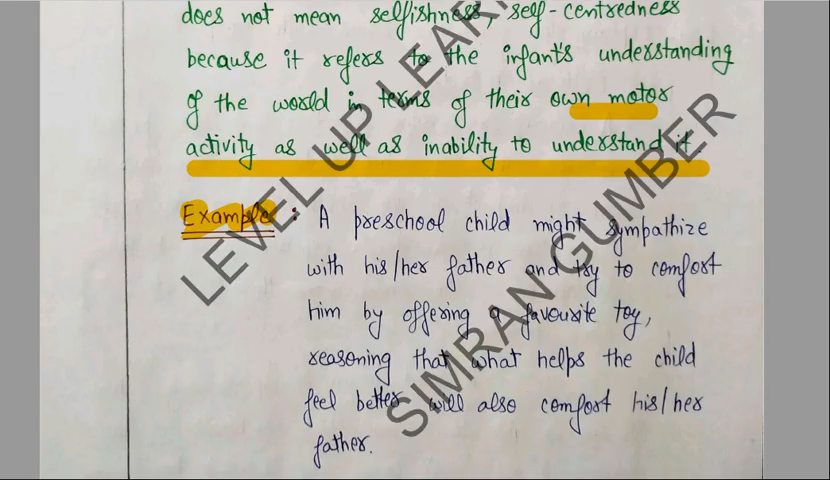 does not mean selfishness, self-centredness
because it refers to the infant's understanding
of the world in terms of their own motor
activity as well as inability to understand it
Example : A preschool child might sympathize
with his/her father and try to comfort
him by offering a favourite toy,
reasoning that what helps the child
feel better will also comfort his/her
father.
LEVEL UP LEARN
SIMRAN GUMBER